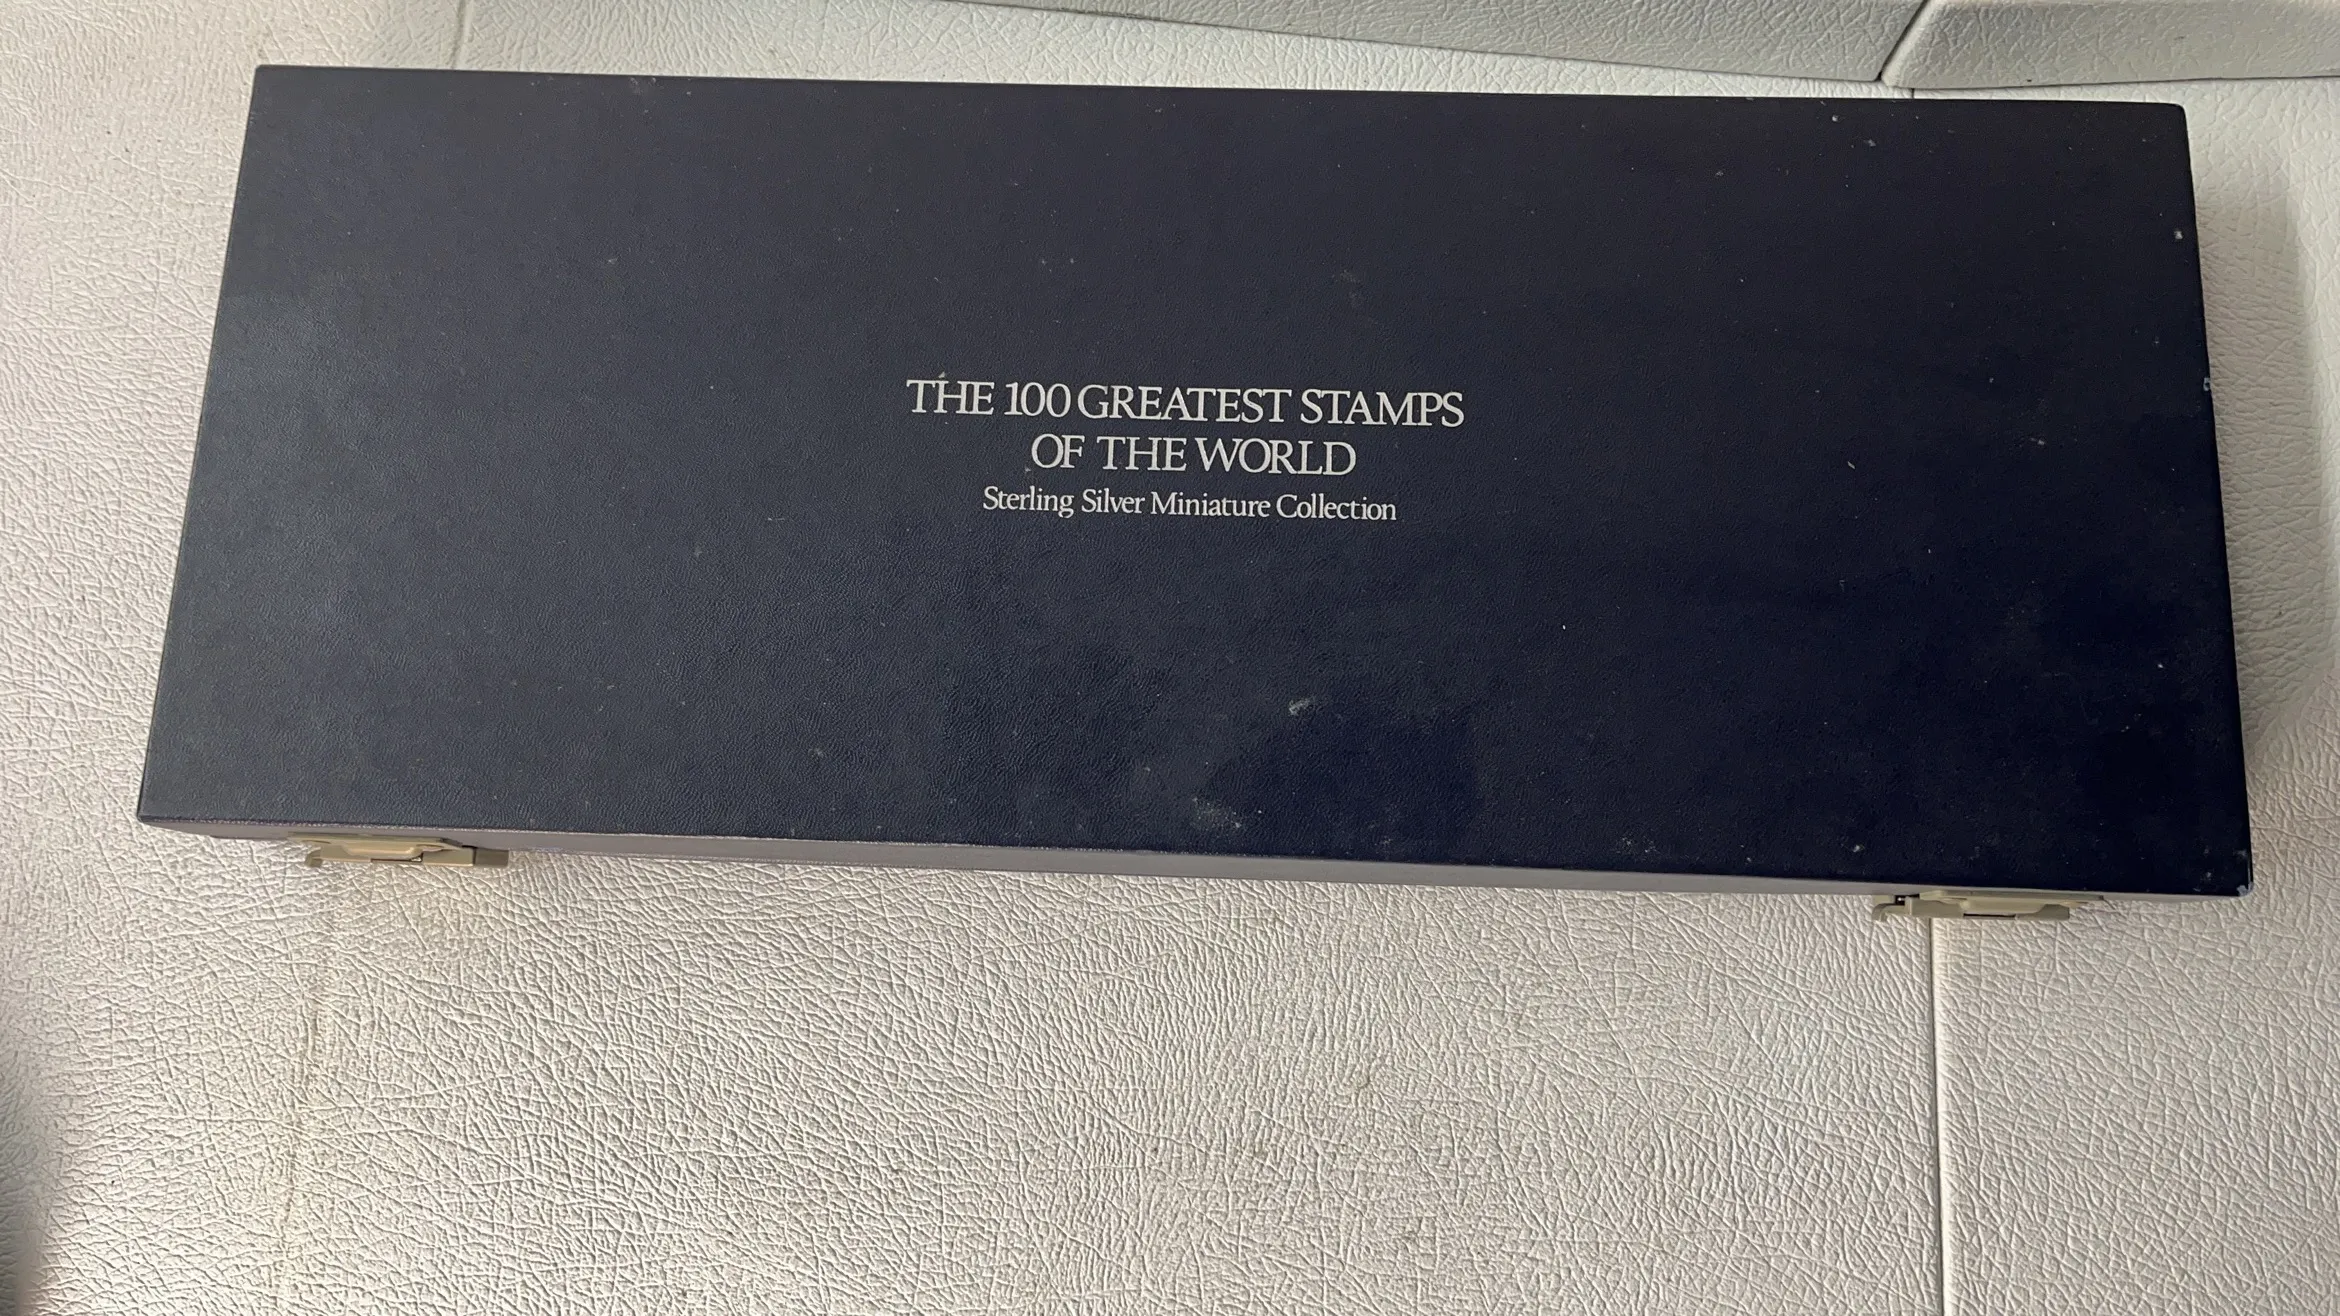 THE 100 GREATEST STAMPS
OF THE WORLD
Sterling Silver Miniature Collection